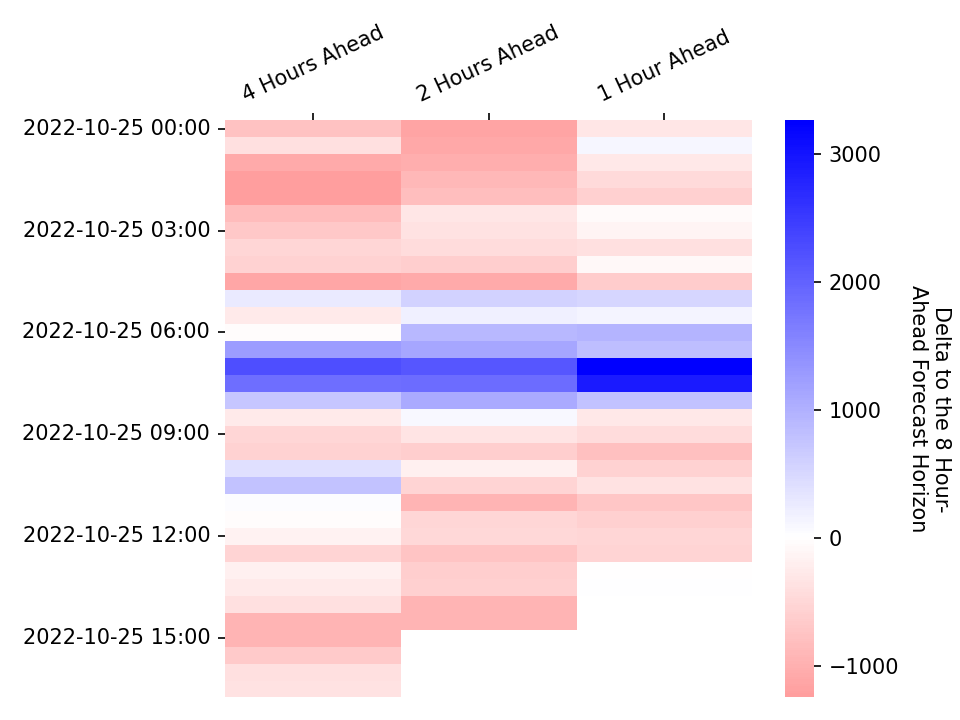 4 Hours Ahead
2 Hours Ahead
1 Hour Ahead
2022-10-25 00:00
2022-10-25 03:00
2022-10-25 06:00
2022-10-25 09:00
2022-10-25 12:00
2022-10-25 15:00
3000
2000
1000
0
−1000
Delta to the 8 Hour-
Ahead Forecast Horizon